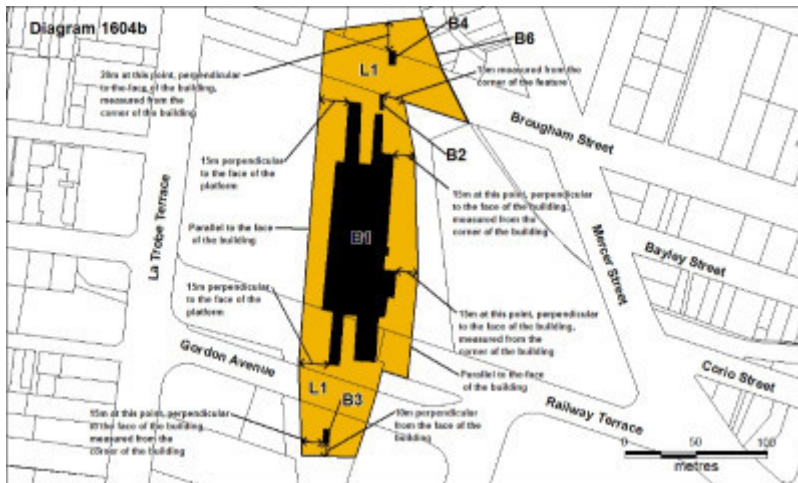 Diagram 1604b
B4
B6
20m at this point, perpendicular
to the face of the building,
measured from the
corner of the building
L1
15m measured from the
corner of the feature
Brougham Street
B2
15m perpendicular
to the face of the
platform
15m at this point, perpendicular
to the face of the building,
measured from the
corner of the building
La Trobe Terrace
Parallel to the face
of the building
B1
Mercer Street
Bayley Street
15m perpendicular
to the face of the
platform
15m at this point, perpendicular
to the face of the building,
measured from the
corner of the building
Gordon Avenue
Parallel to the face
of the building
Corio Street
L1
B3
Railway Terrace
15m at this point, perpendicular
to the face of the building,
measured from the
corner of the building
10m perpendicular
from the face of the
building
0 50 100
metres